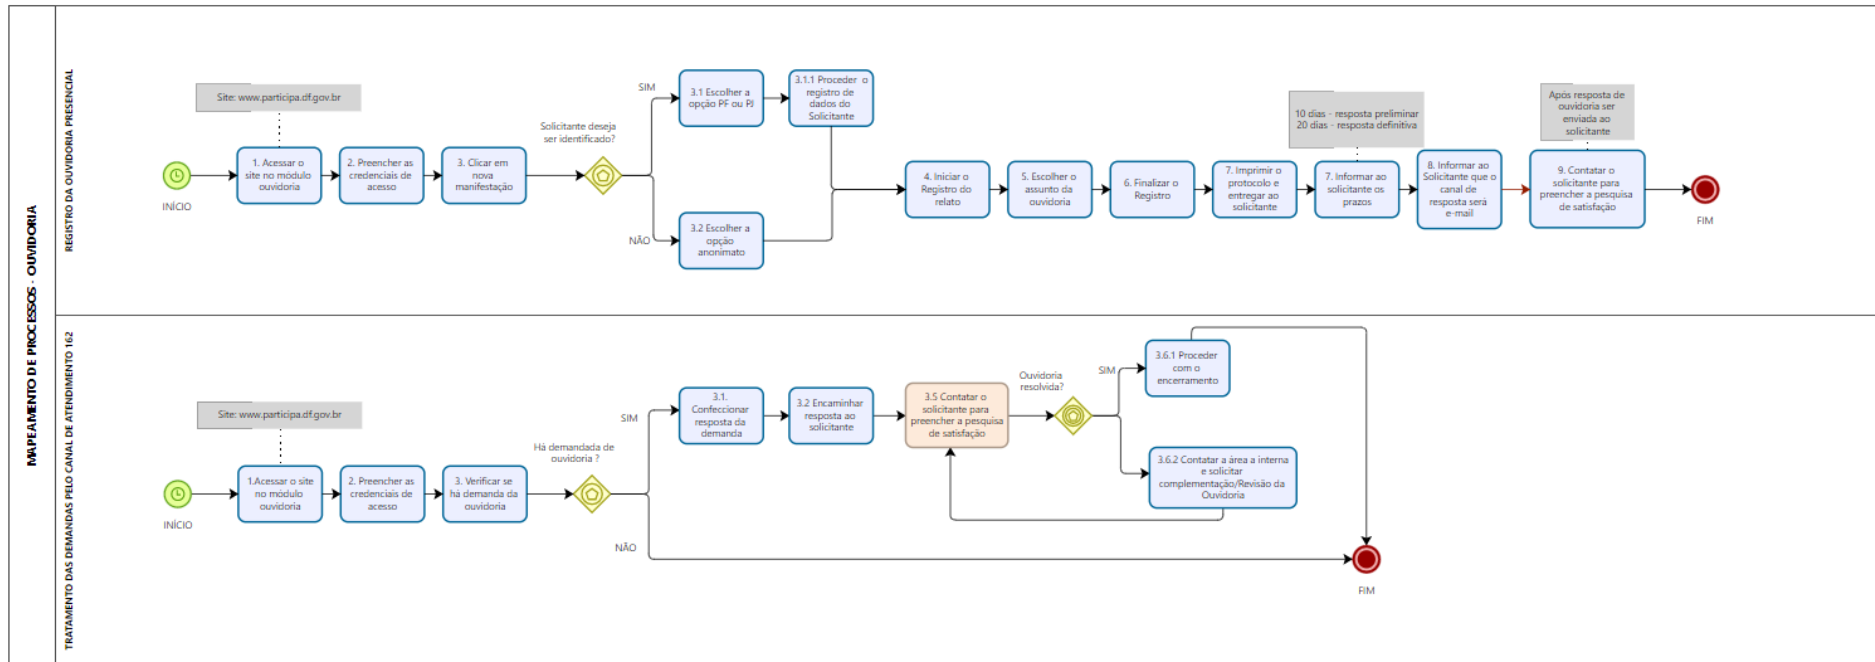 MAPEAMENTO DE PROCESSOS - OUVIDORIA
REGISTRO DA OUVIDORIA PRESENCIAL
Site: www.participa.df.gov.br
INÍCIO
1. Acessar o
site no módulo
ouvidoria
2. Preencher as
credenciais de
acesso
3. Clicar em
nova
manifestação
Solicitante deseja
ser identificado?
SIM
3.1 Escolher a
opção PF ou PJ
3.1.1 Proceder o
registro de
dados do
Solicitante
NÃO
3.2 Escolher a
opção
anonimato
4. Iniciar o
Registro do
relato
5. Escolher o
assunto da
ouvidoria
6. Finalizar o
Registro
7. Imprimir o
protocolo e
entregar ao
solicitante
10 dias - resposta preliminar
20 dias - resposta definitiva
7. Informar ao
solicitante os
prazos
8. Informar ao
Solicitante que o
canal de
resposta será
e-mail
Após resposta de
ouvidoria ser
enviada ao
solicitante
9. Contatar o
solicitante para
preencher a pesquisa
de satisfação
FIM
TRATAMENTO DAS DEMANDAS PELO CANAL DE ATENDIMENTO 162
Site: www.participa.df.gov.br
INÍCIO
1.Acessar o site
no módulo
ouvidoria
2. Preencher as
credenciais de
acesso
3. Verificar se
há demanda da
ouvidoria
Há demandada de
ouvidoria ?
SIM
3.1.
Confeccionar
resposta da
demanda
3.2 Encaminhar
resposta ao
solicitante
3.5 Contatar o
solicitante para
preencher a pesquisa
de satisfação
Ouvidoria
resolvida?
SIM
3.6.1 Proceder
com o
encerramento
3.6.2 Contatar a área a interna
e solicitar
complementação/Revisão da
Ouvidoria
NÃO
FIM